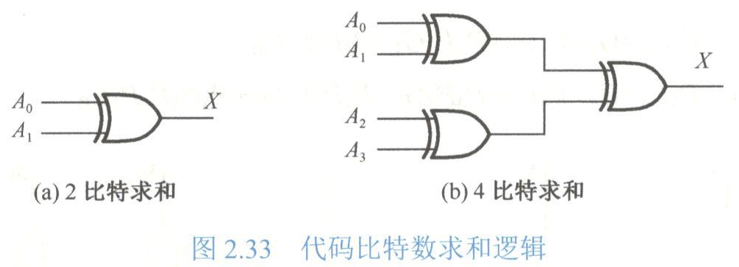 A₀
A₁
X
(a) 2 比特求和
A₀
A₁
A₂
A₃
X
(b) 4 比特求和
图 2.33 代码比特数求和逻辑